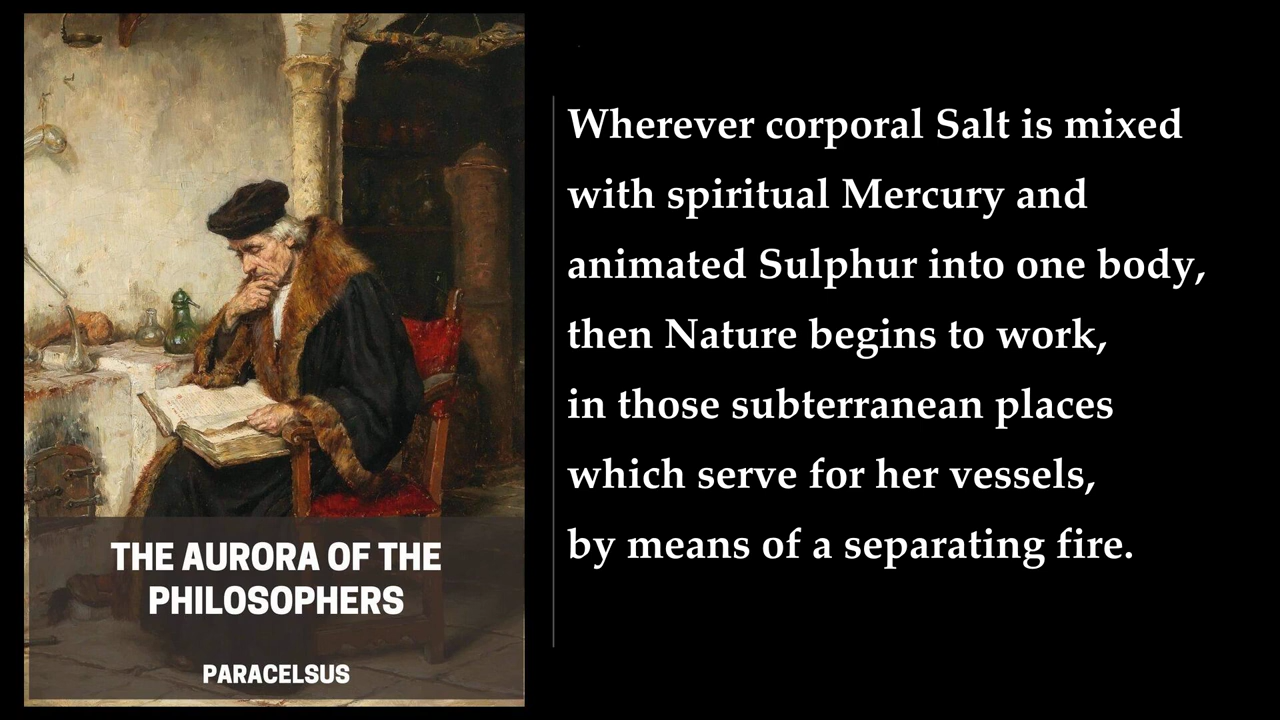 THE AURORA OF THE
PHILOSOPHERS
PARACELSUS
Wherever corporal Salt is mixed
with spiritual Mercury and
animated Sulphur into one body,
then Nature begins to work,
in those subterranean places
which serve for her vessels,
by means of a separating fire.